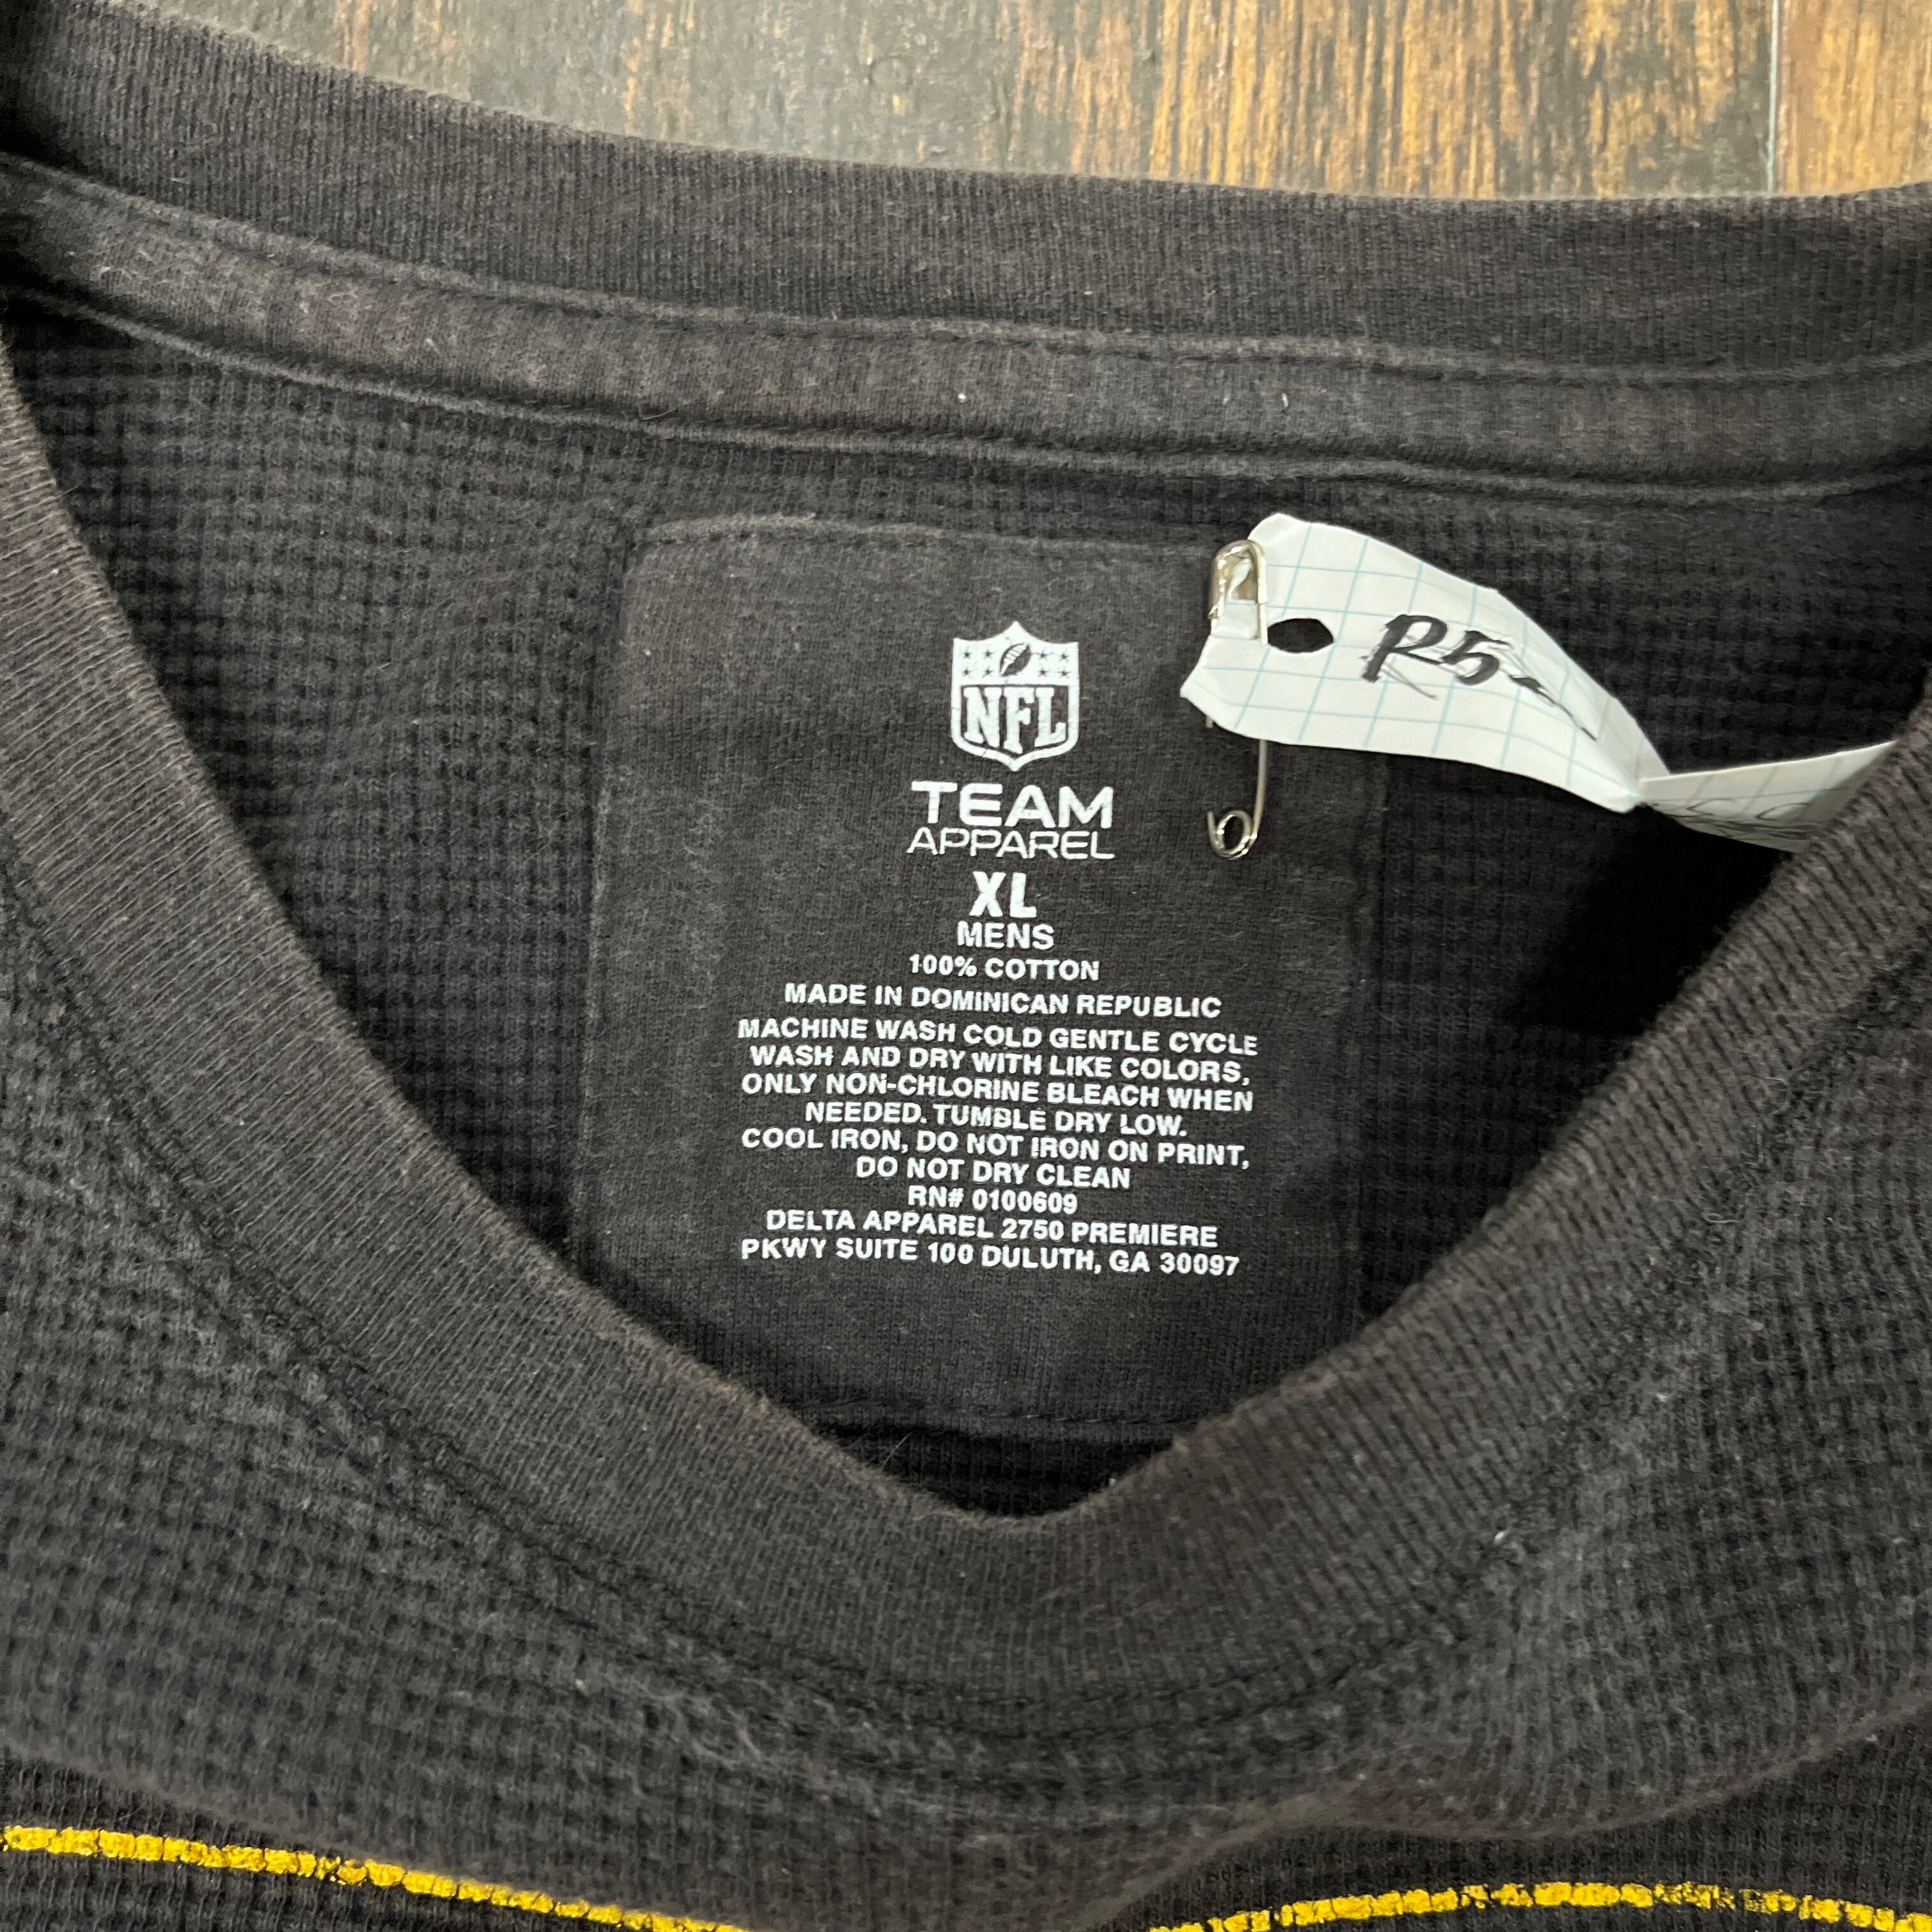 NFL
TEAM
APPAREL
XL
MENS
100% COTTON
MADE IN DOMINICAN REPUBLIC
MACHINE WASH COLD GENTLE CYCLE
WASH AND DRY WITH LIKE COLORS,
ONLY NON-CHLORINE BLEACH WHEN
NEEDED. TUMBLE DRY LOW.
COOL IRON, DO NOT IRON ON PRINT,
DO NOT DRY CLEAN
RN# 0100609
DELTA APPAREL 2750 PREMIERE
PKWY SUITE 100 DULUTH, GA 30097